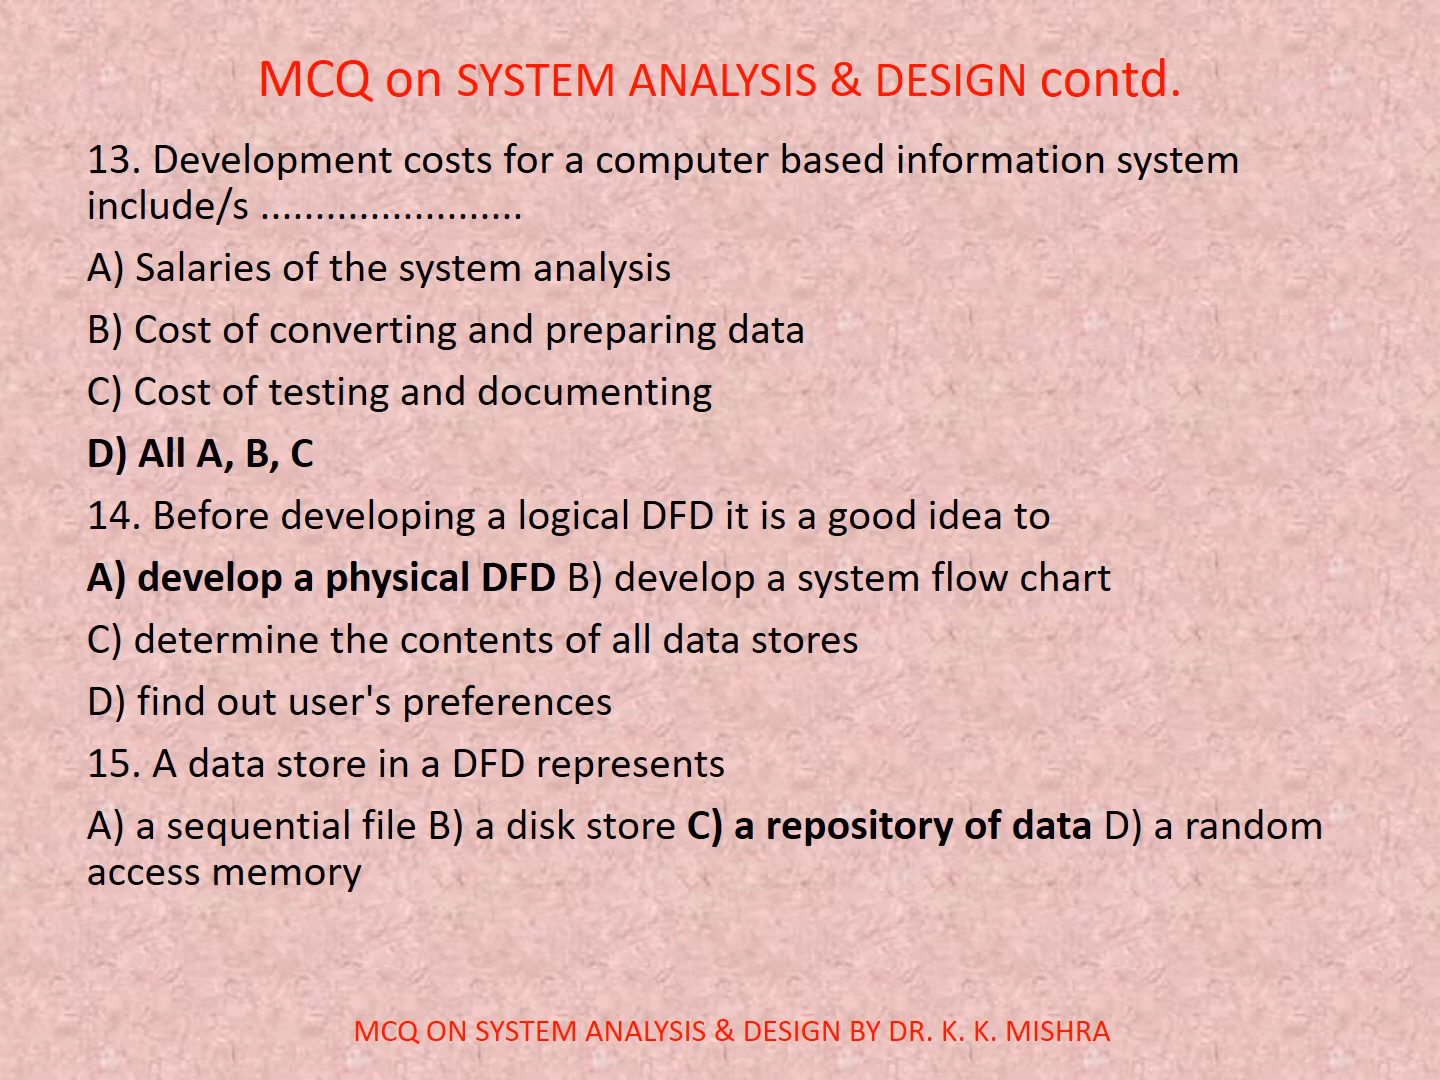 MCQ on SYSTEM ANALYSIS & DESIGN contd.
13. Development costs for a computer based information system
include/s ........................
A) Salaries of the system analysis
B) Cost of converting and preparing data
C) Cost of testing and documenting
D) All A, B, C
14. Before developing a logical DFD it is a good idea to
A) develop a physical DFD B) develop a system flow chart
C) determine the contents of all data stores
D) find out user's preferences
15. A data store in a DFD represents
A) a sequential file B) a disk store C) a repository of data D) a random
access memory
MCQ ON SYSTEM ANALYSIS & DESIGN BY DR. K. K. MISHRA